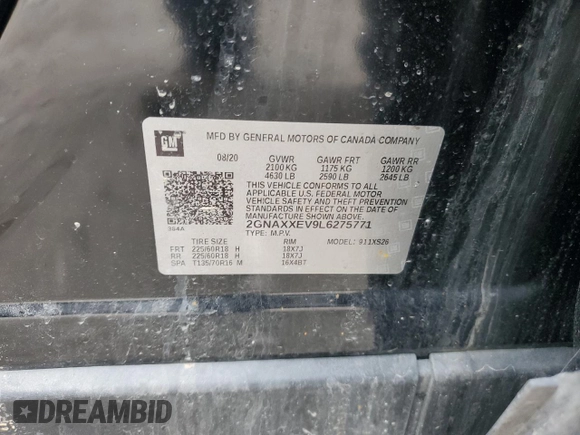 GM
MFD BY GENERAL MOTORS OF CANADA COMPANY
08/20 GVWR GAWR FRT GAWR RR
2100 KG 1175 KG 1200 KG
4630 LB 2590 LB 2645 LB
THIS VEHICLE CONFORMS TO ALL
APPLICABLE U.S. FEDERAL MOTOR
VEHICLE SAFETY AND THEFT PREVENTION
STANDARDS IN EFFECT ON THE DATE OF
MANUFACTURE SHOWN ABOVE.
2GNAXXEV9L6275771
384A TYPE: M.P.V.
TIRE SIZE RIM MODEL: 911XS26
FRT 225/60R18 H 18X7J
RR 225/60R18 H 18X7J
SPA T135/70R16 M 16X4BT
DREAMBID